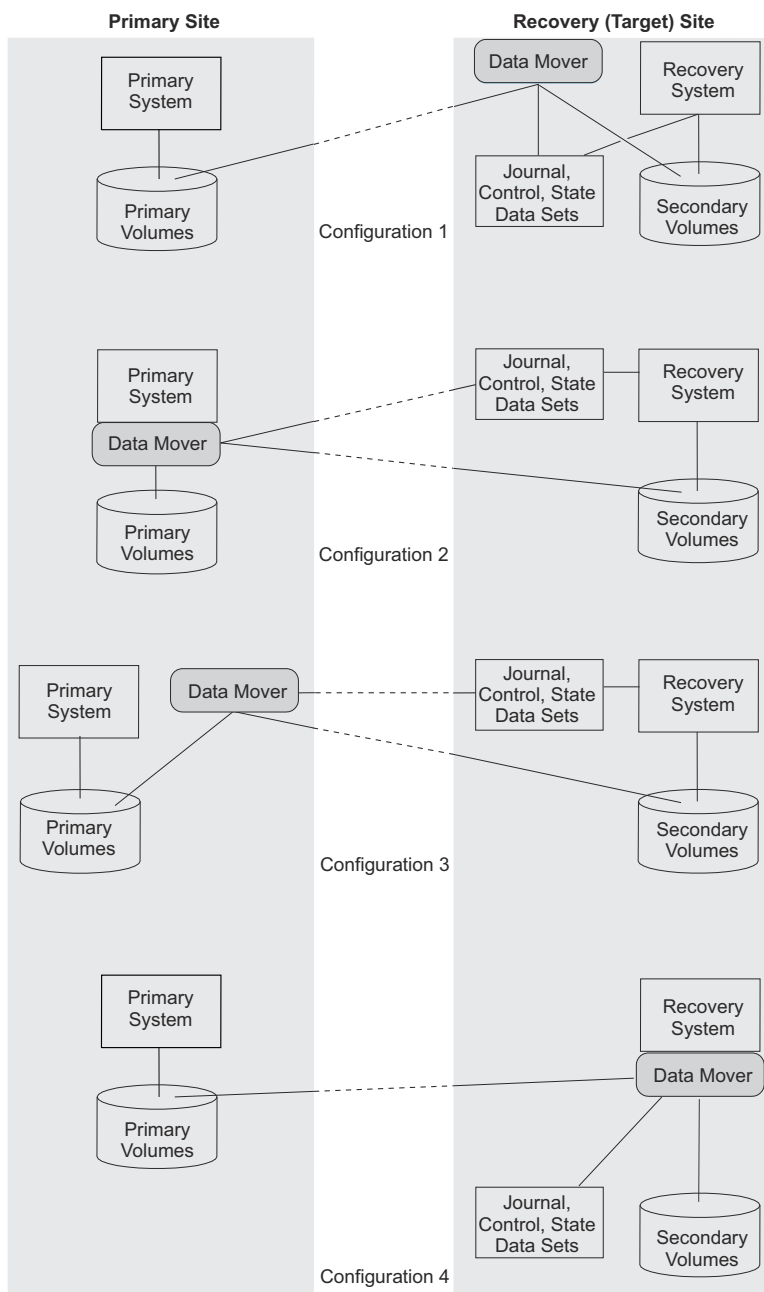 Primary Site
Recovery (Target) Site
Primary
System
Data Mover
Recovery
System
Primary
Volumes
Journal,
Control, State
Data Sets
Secondary
Volumes
Configuration 1
Primary
System
Data Mover
Primary
Volumes
Journal,
Control, State
Data Sets
Recovery
System
Secondary
Volumes
Configuration 2
Primary
System
Data Mover
Journal,
Control, State
Data Sets
Recovery
System
Primary
Volumes
Secondary
Volumes
Configuration 3
Primary
System
Recovery
System
Data Mover
Primary
Volumes
Journal,
Control, State
Data Sets
Secondary
Volumes
Configuration 4